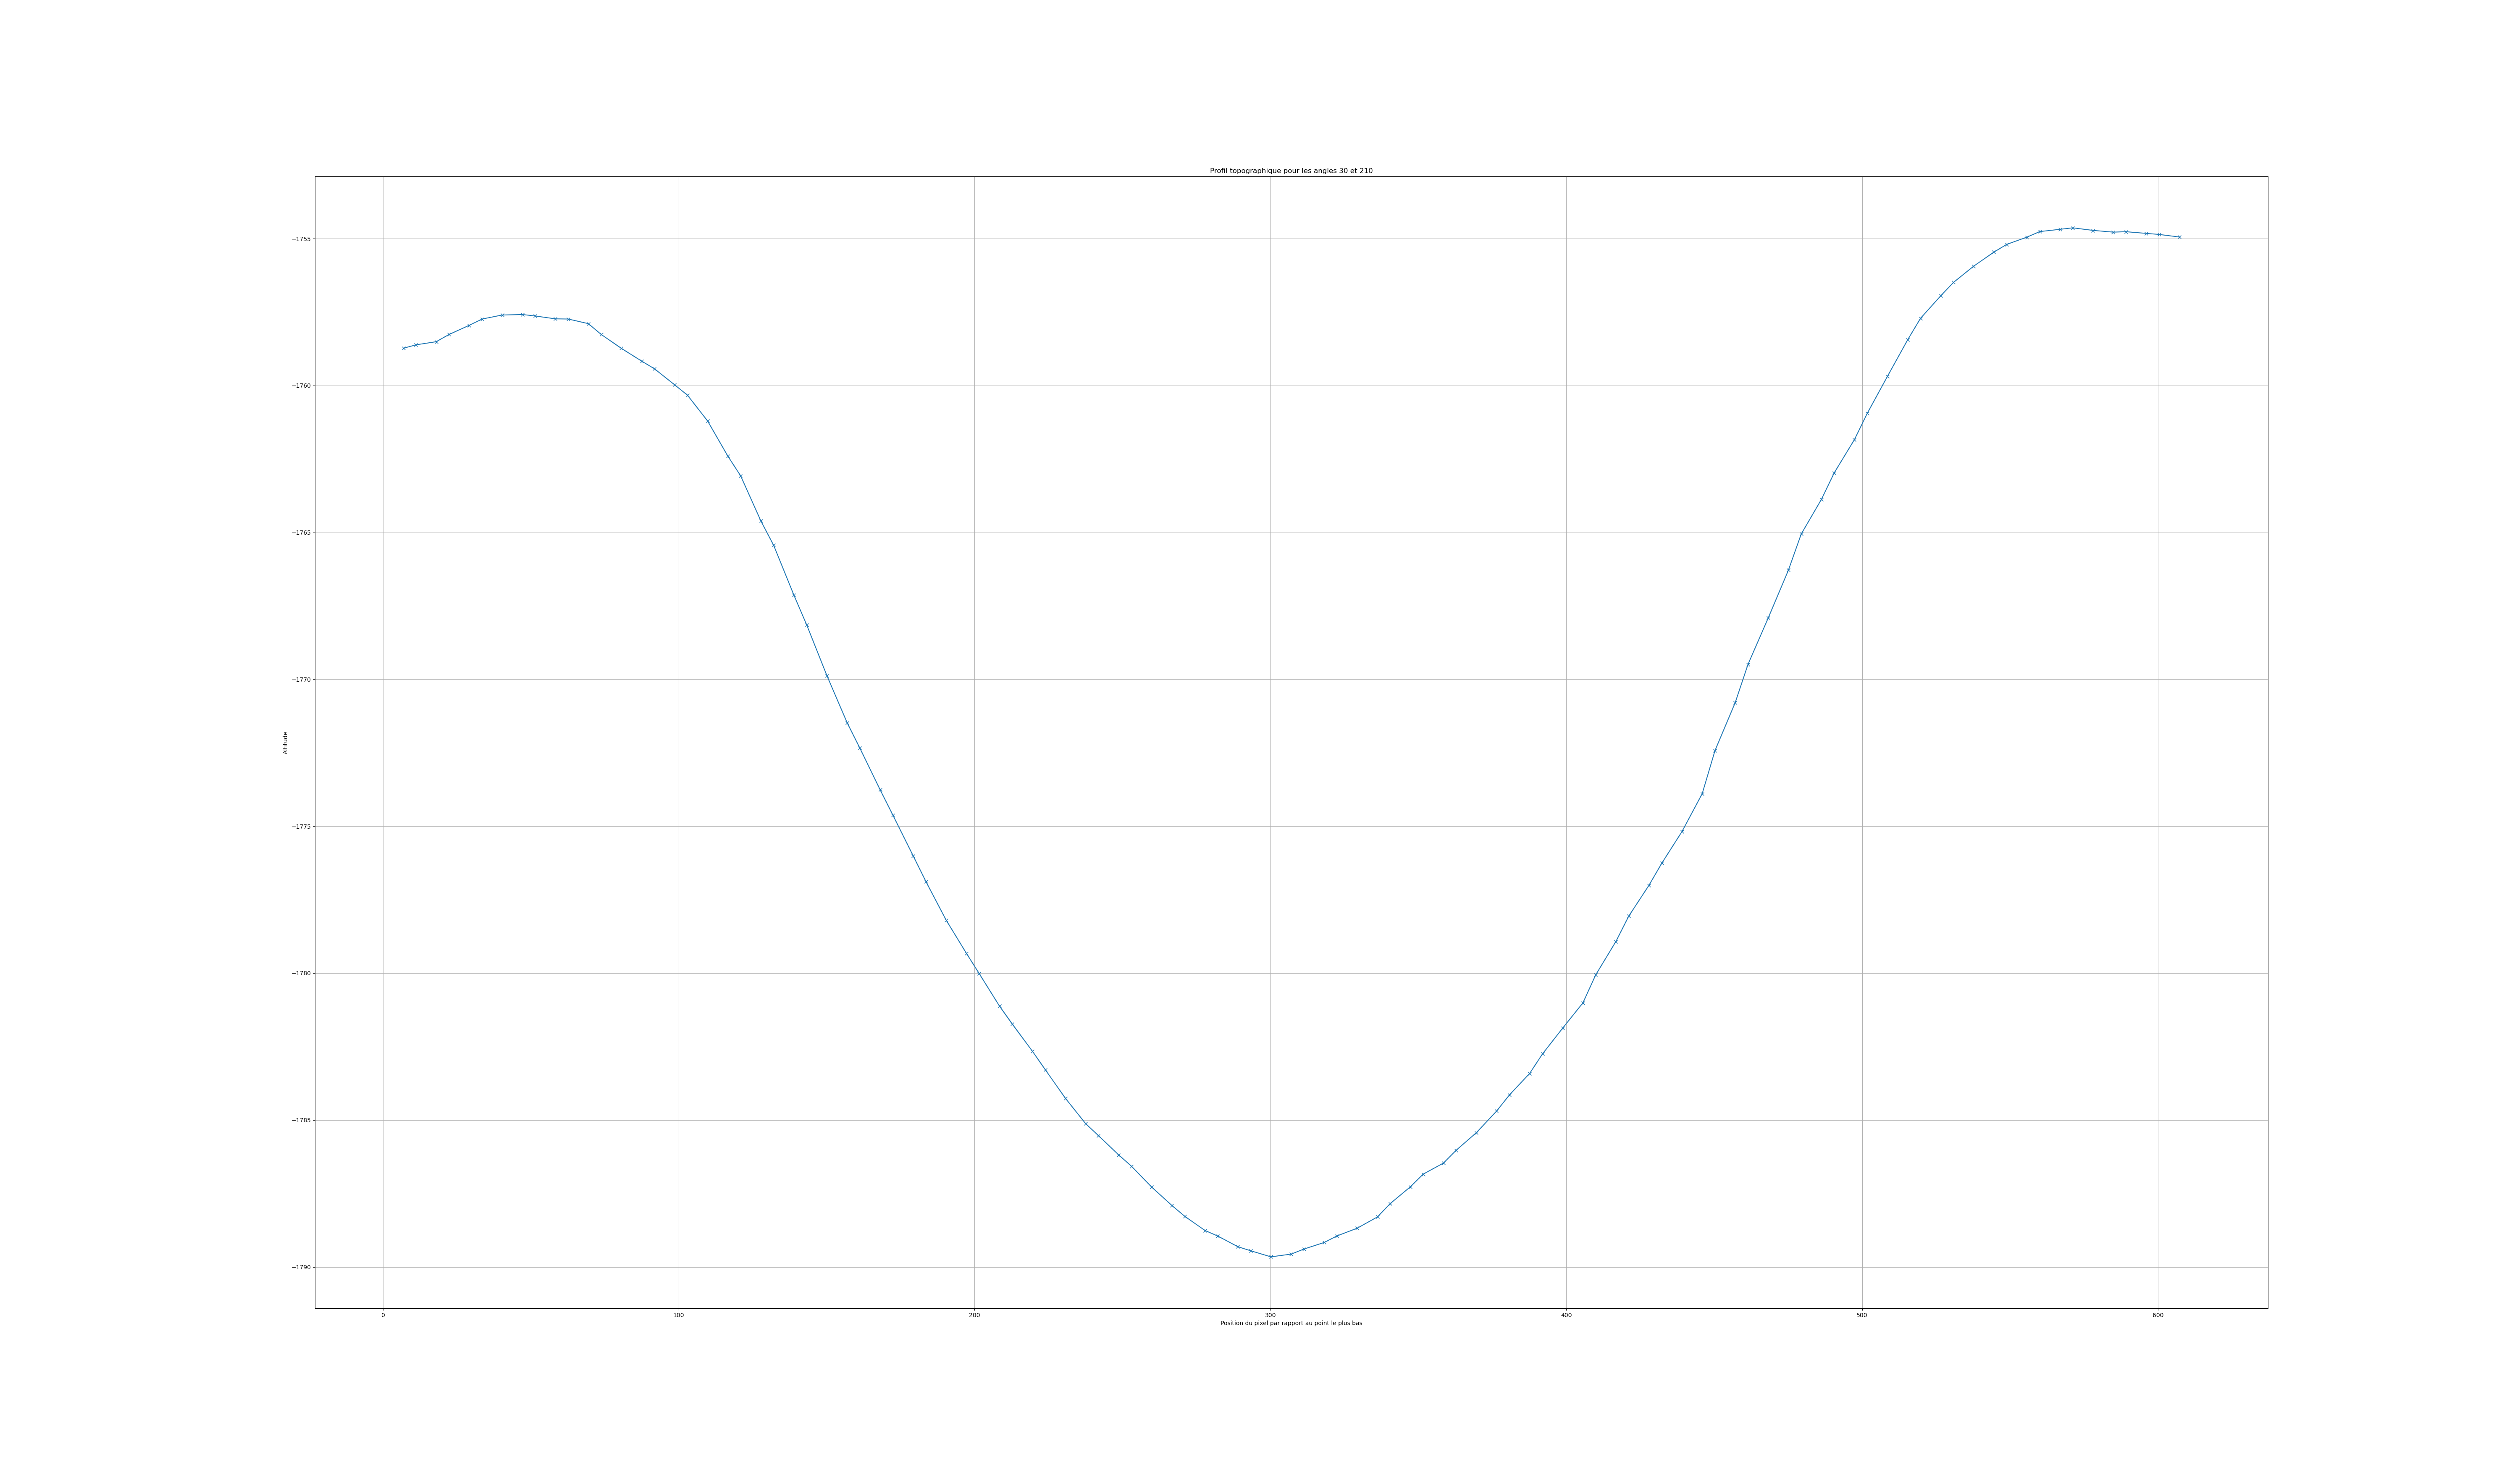 Profil topographique pour les angles 30 et 210
−1755
−1760
−1765
−1770
−1775
−1780
−1785
−1790
Altitude
0 100 200 300 400 500 600
Position du pixel par rapport au point le plus bas